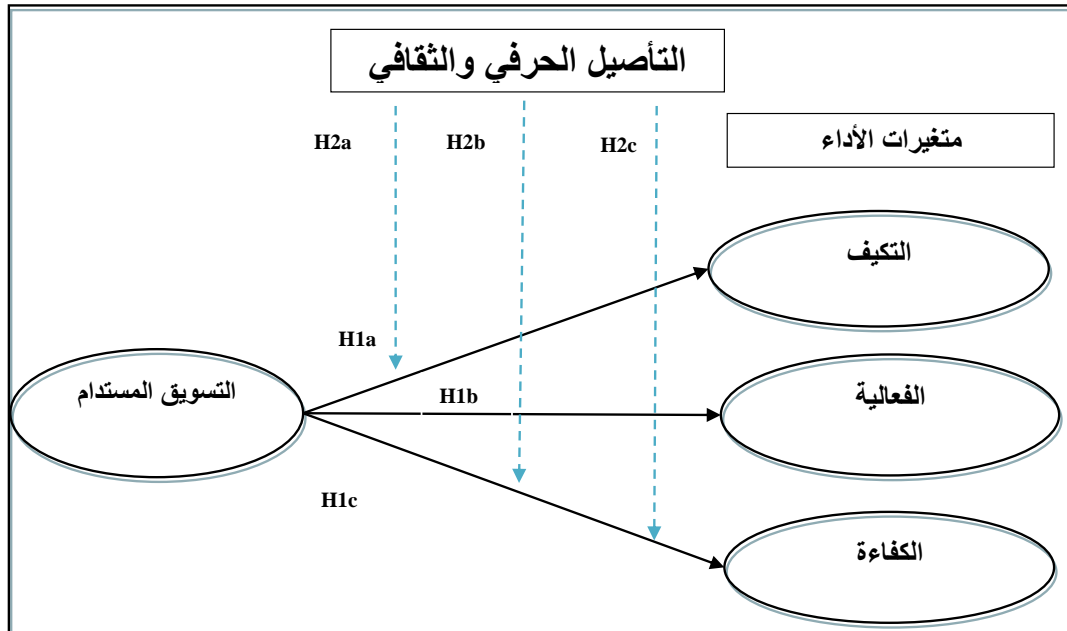 التأصيل الحرفي والثقافي
H2a
H2b
H2c
متغيرات الأداء
التكيف
H1a
التسويق المستدام
H1b
الفعالية
H1c
الكفاءة